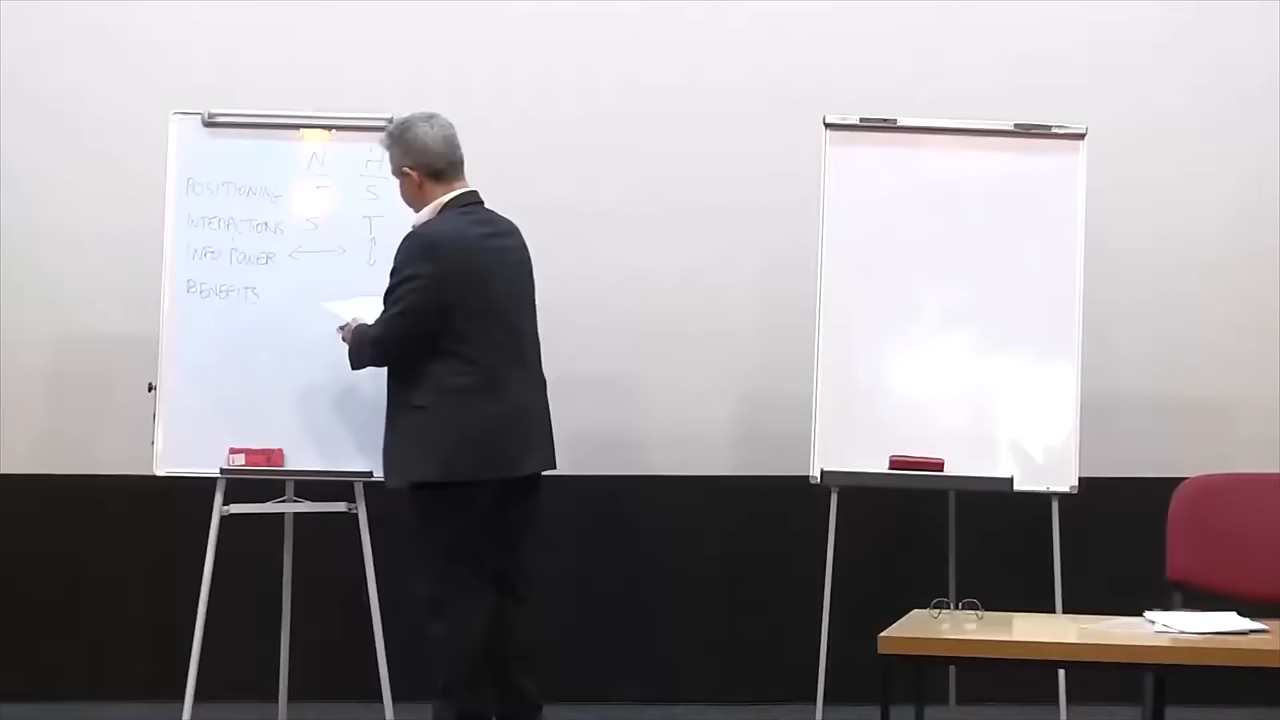 N H
POSITIONING T S
INTERACTIONS S T
INFO POWER ⟷ ↕
BENEFITS